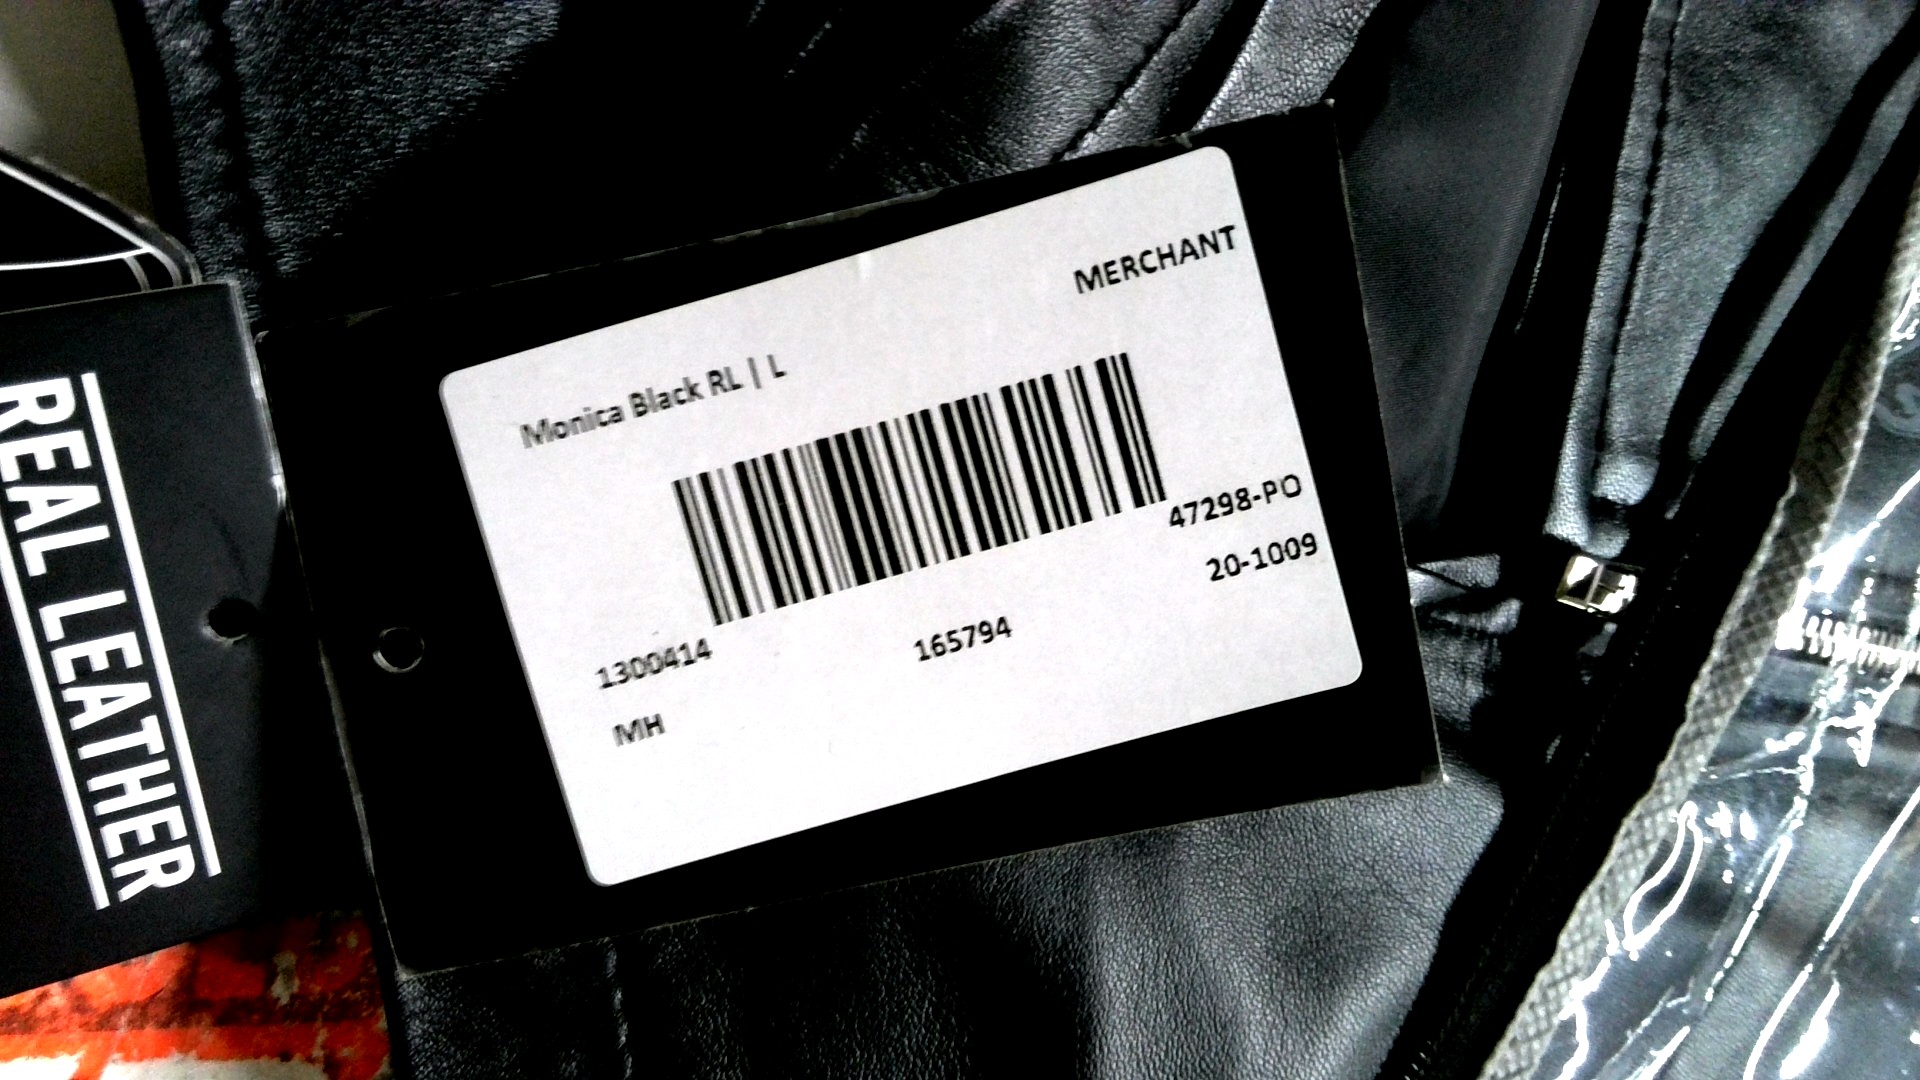 REAL LEATHER
MERCHANT
Monica Black RL | L
47298-PO
20-1009
1300414
165794
MH